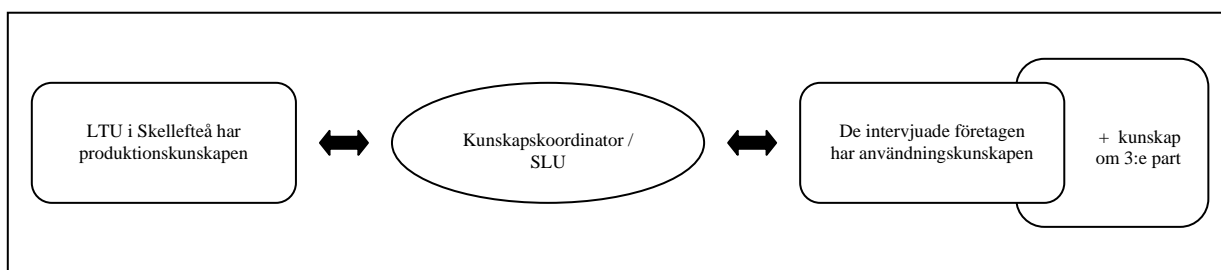 LTU i Skellefteå har
produktionskunskapen
Kunskapskoordinator /
SLU
De intervjuade företagen
har användningskunskapen
+ kunskap
om 3:e part